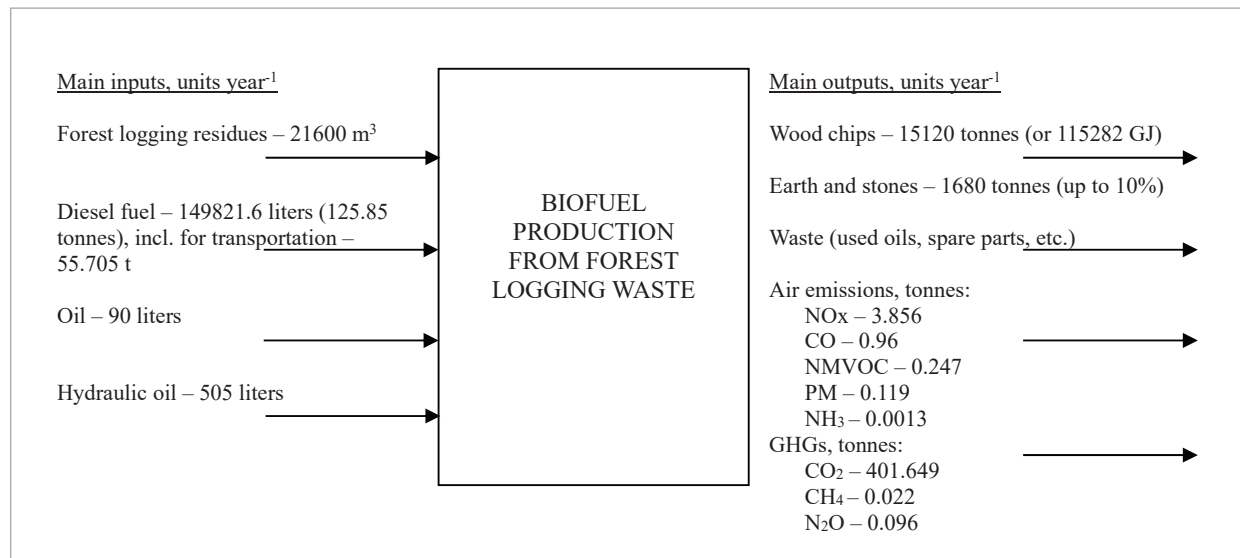 Main inputs, units year-1
Forest logging residues – 21600 m3
Diesel fuel – 149821.6 liters (125.85
tonnes), incl. for transportation –
55.705 t
Oil – 90 liters
Hydraulic oil – 505 liters
BIOFUEL
PRODUCTION
FROM FOREST
LOGGING WASTE
Main outputs, units year-1
Wood chips – 15120 tonnes (or 115282 GJ)
Earth and stones – 1680 tonnes (up to 10%)
Waste (used oils, spare parts, etc.)
Air emissions, tonnes:
NOx – 3.856
CO – 0.96
NMVOC – 0.247
PM – 0.119
NH3 – 0.0013
GHGs, tonnes:
CO2 – 401.649
CH4 – 0.022
N2O – 0.096